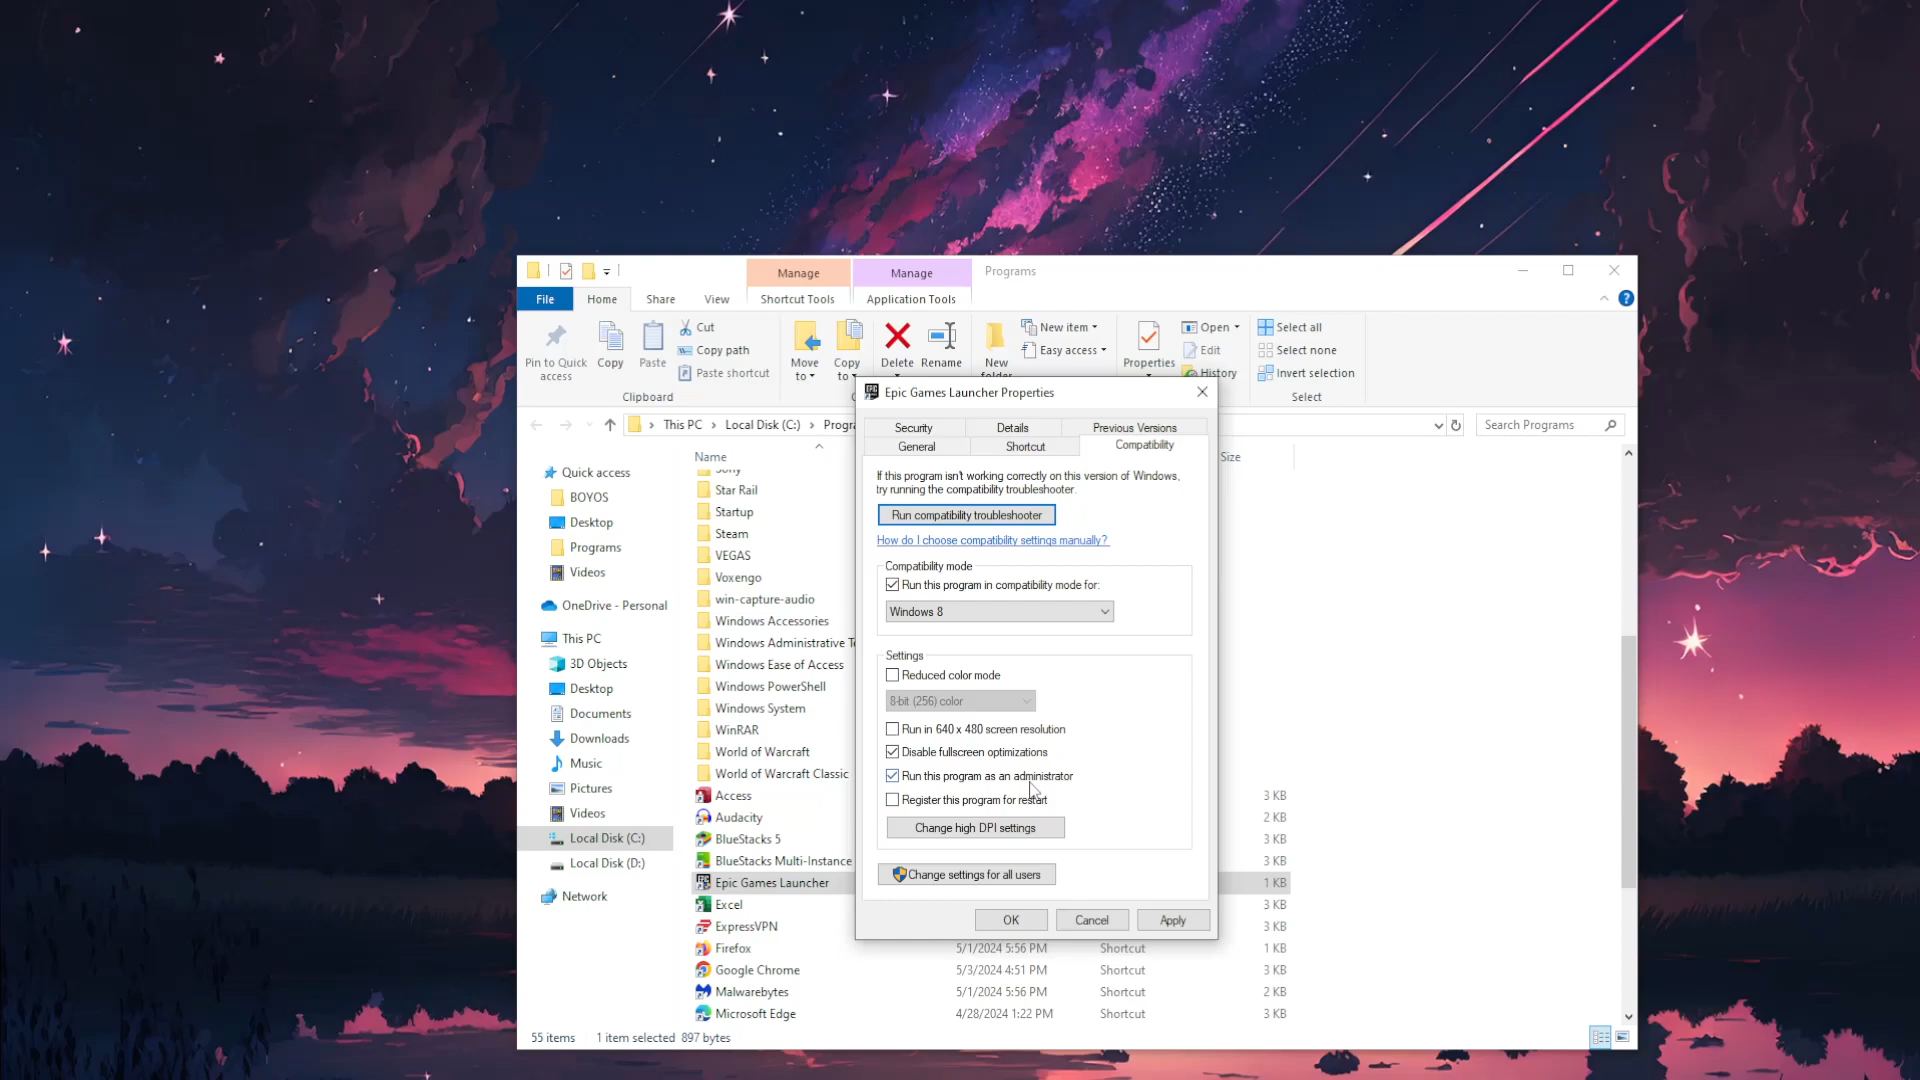 Manage
Manage
Programs
File
Home
Share
View
Shortcut Tools
Application Tools
Pin to Quick access
Copy
Paste
Cut
Copy path
Paste shortcut
Clipboard
Move to
Copy to
Delete
Rename
New folder
New item
Easy access
Properties
Open
Edit
History
Select all
Select none
Invert selection
Select
This PC > Local Disk (C:) > Progra
Search Programs
Quick access
BOYOS
Desktop
Programs
Videos
OneDrive - Personal
This PC
3D Objects
Desktop
Documents
Downloads
Music
Pictures
Videos
Local Disk (C:)
Local Disk (D:)
Network
Name
Size
Sony
Star Rail
Startup
Steam
VEGAS
Voxengo
win-capture-audio
Windows Accessories
Windows Administrative To
Windows Ease of Access
Windows PowerShell
Windows System
WinRAR
World of Warcraft
World of Warcraft Classic
Access 3 KB
Audacity 2 KB
BlueStacks 5 3 KB
BlueStacks Multi-Instance 3 KB
Epic Games Launcher 1 KB
Excel 3 KB
ExpressVPN 3 KB
Firefox 5/1/2024 5:56 PM Shortcut 1 KB
Google Chrome 5/3/2024 4:51 PM Shortcut 3 KB
Malwarebytes 5/1/2024 5:56 PM Shortcut 2 KB
Microsoft Edge 4/28/2024 1:22 PM Shortcut 3 KB
55 items 1 item selected 897 bytes
Epic Games Launcher Properties
Security
Details
Previous Versions
General
Shortcut
Compatibility
If this program isn't working correctly on this version of Windows,
try running the compatibility troubleshooter.
Run compatibility troubleshooter
How do I choose compatibility settings manually?
Compatibility mode
Run this program in compatibility mode for:
Windows 8
Settings
Reduced color mode
8-bit (256) color
Run in 640 x 480 screen resolution
Disable fullscreen optimizations
Run this program as an administrator
Register this program for restart
Change high DPI settings
Change settings for all users
OK
Cancel
Apply